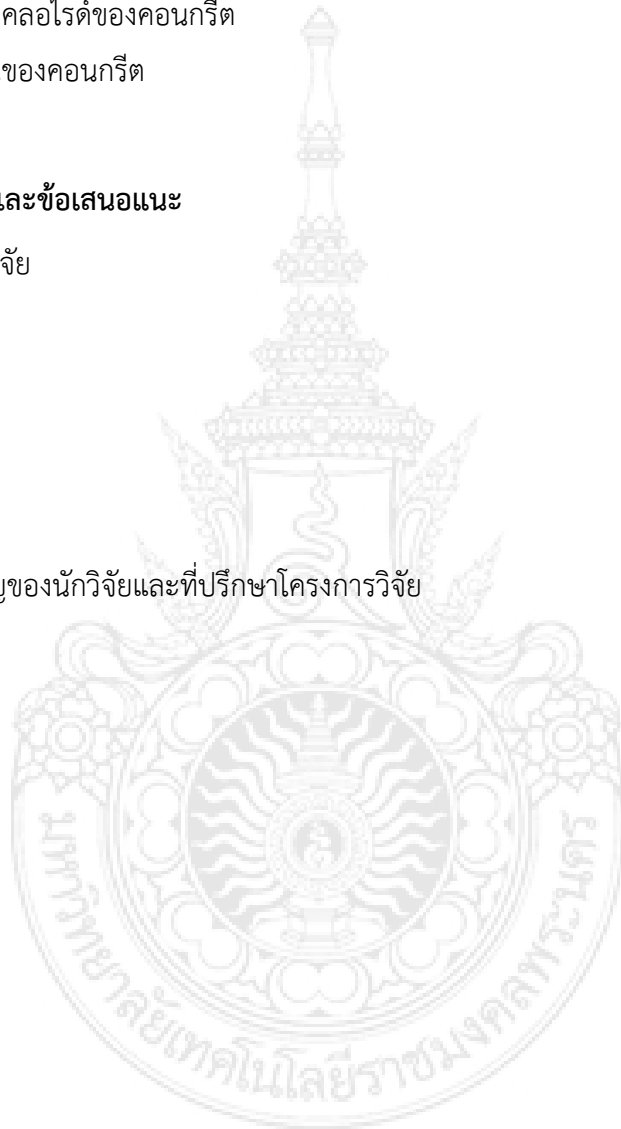 คลอไรด์ของคอนกรีต
ของคอนกรีต
และข้อเสนอแนะ
จัย
ของนักวิจัยและที่ปรึกษาโครงการวิจัย
มหาวิทยาลัยเทคโนโลยีราชมงคลพระนคร